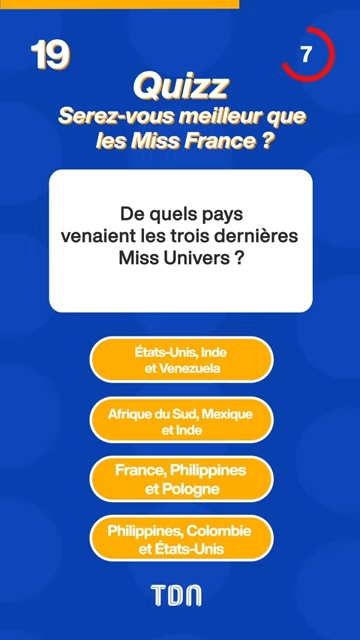 19
7
Quizz
Serez-vous meilleur que
les Miss France ?
De quels pays
venaient les trois dernières
Miss Univers ?
États-Unis, Inde
et Venezuela
Afrique du Sud, Mexique
et Inde
France, Philippines
et Pologne
Philippines, Colombie
et États-Unis
TDN